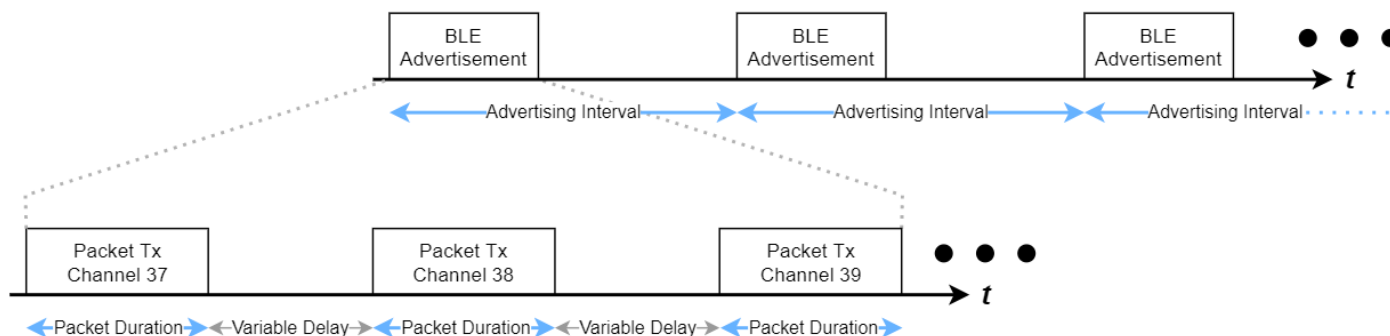 BLE
Advertisement
BLE
Advertisement
BLE
Advertisement
t
Advertising Interval
Advertising Interval
Advertising Interval
Packet Tx
Channel 37
Packet Tx
Channel 38
Packet Tx
Channel 39
t
Packet Duration
Variable Delay
Packet Duration
Variable Delay
Packet Duration